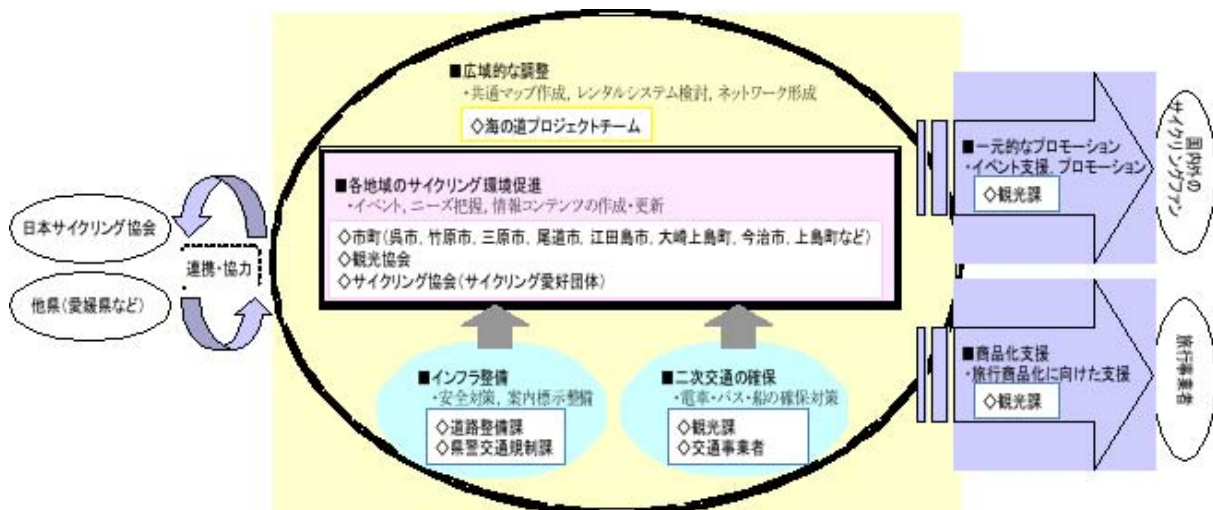 ■広域的な調整
・共通マップ作成, レンタルシステム検討, ネットワーク形成
◇海の道プロジェクトチーム
■各地域のサイクリング環境促進
・イベント, ニーズ把握, 情報コンテンツの作成・更新
◇市町(呉市, 竹原市, 三原市, 尾道市, 江田島市, 大崎上島町, 今治市, 上島町など)
◇観光協会
◇サイクリング協会(サイクリング愛好団体)
日本サイクリング協会
連携・協力
他県(愛媛県など)
■インフラ整備
・安全対策, 案内標示整備
◇道路整備課
◇県警交通規制課
■二次交通の確保
・電車・バス・船の確保対策
◇観光課
◇交通事業者
■一元的なプロモーション
・イベント支援, プロモーション
◇観光課
国内外の
サイクリングファン
■商品化支援
・旅行商品化に向けた支援
◇観光課
旅行事業者